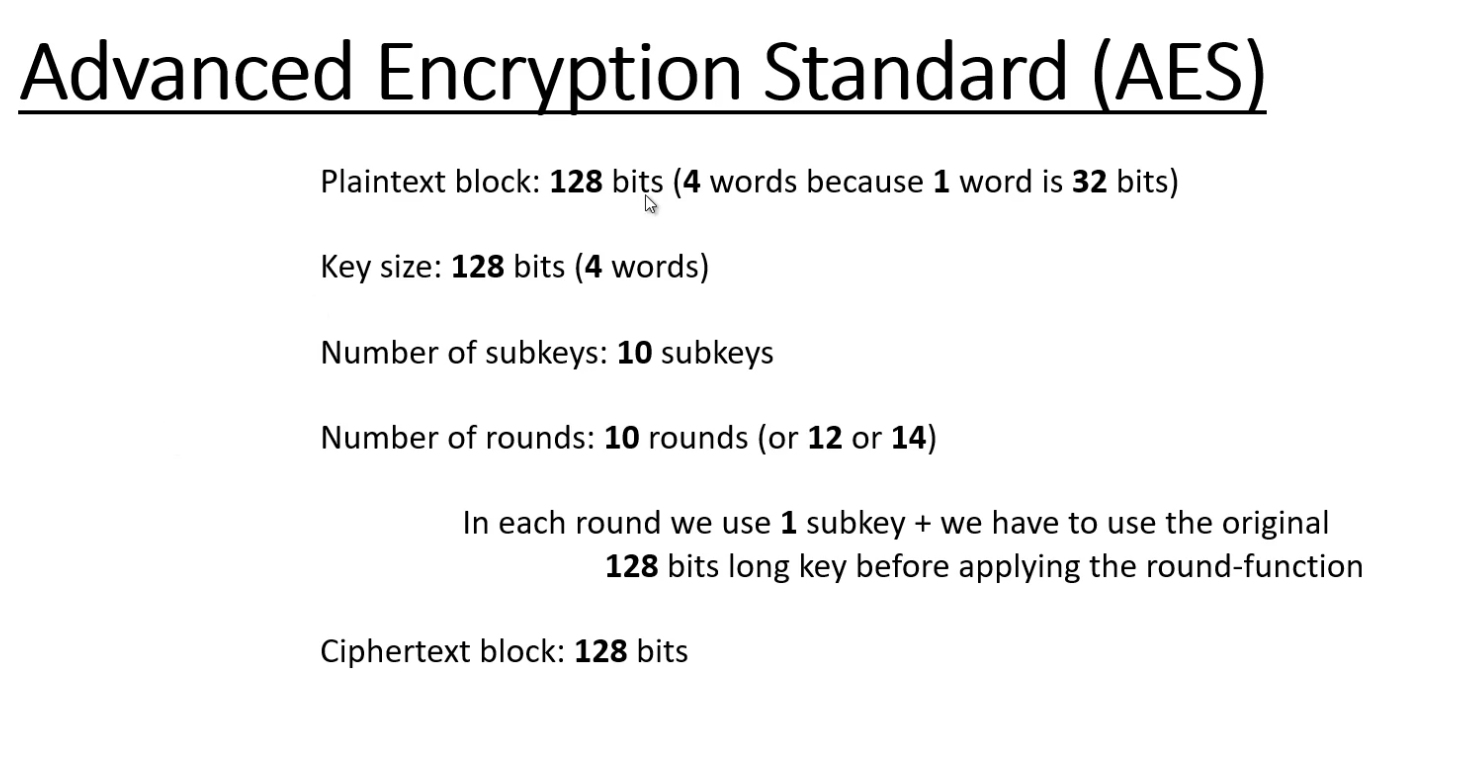 Advanced Encryption Standard (AES)
Plaintext block: 128 bits (4 words because 1 word is 32 bits)
Key size: 128 bits (4 words)
Number of subkeys: 10 subkeys
Number of rounds: 10 rounds (or 12 or 14)
In each round we use 1 subkey + we have to use the original
128 bits long key before applying the round-function
Ciphertext block: 128 bits